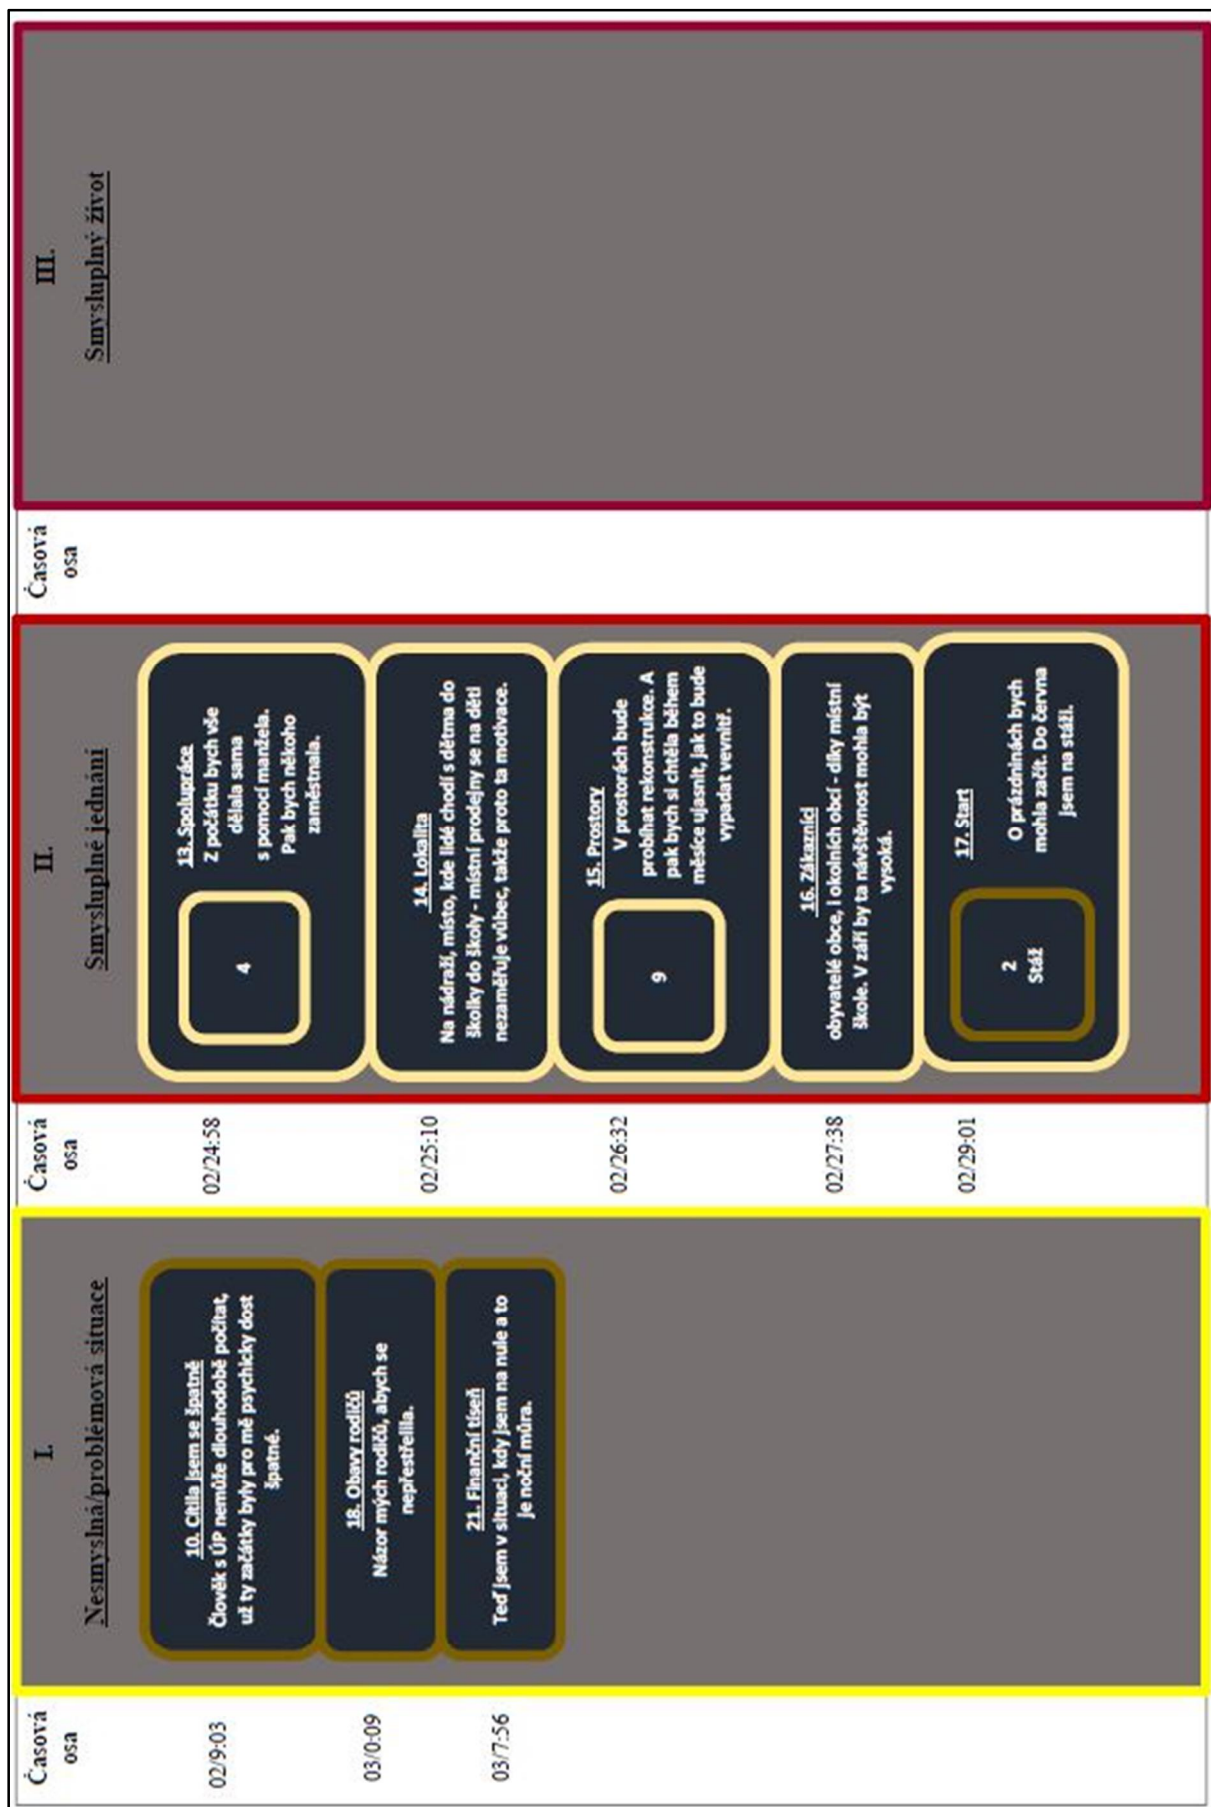 Časová
osa
02/9:03
03/0:09
03/7:56
I.
Nesmyslná/problémová situace
10. Cítila jsem se špatně
Člověk s ÚP nemůže dlouhodobě počítat,
už ty začátky byly pro mě psychicky dost
špatné.
18. Obavy rodičů
Názor mých rodičů, abych se
nepřestřelila.
21. Finanční tíseň
Teď jsem v situaci, kdy jsem na nule a to
je noční můra.
Časová
osa
02/24:58
02/25:10
02/26:32
02/27:38
02/29:01
II.
Smysluplné jednání
4
13. Spolupráce
Z počátku bych vše
dělala sama
s pomocí manžela.
Pak bych někoho
zaměstnala.
14. Lokalita
Na nádraží, místo, kde lidé chodí s dětma do
školky do školy - místní prodejny se na děti
nezaměřuje vůbec, takže proto ta motivace.
9
15. Prostory
V prostorách bude
probíhat rekonstrukce. A
pak bych si chtěla během
měsíce ujasnit, jak to bude
vypadat vevnitř.
16. Zákazníci
obyvatelé obce, i okolních obcí - díky místní
škole. V září by ta návštěvnost mohla být
vysoká.
2
Stáž
17. Start
O prázdninách bych
mohla začít. Do června
jsem na stáži.
Časová
osa
III.
Smysluplný život